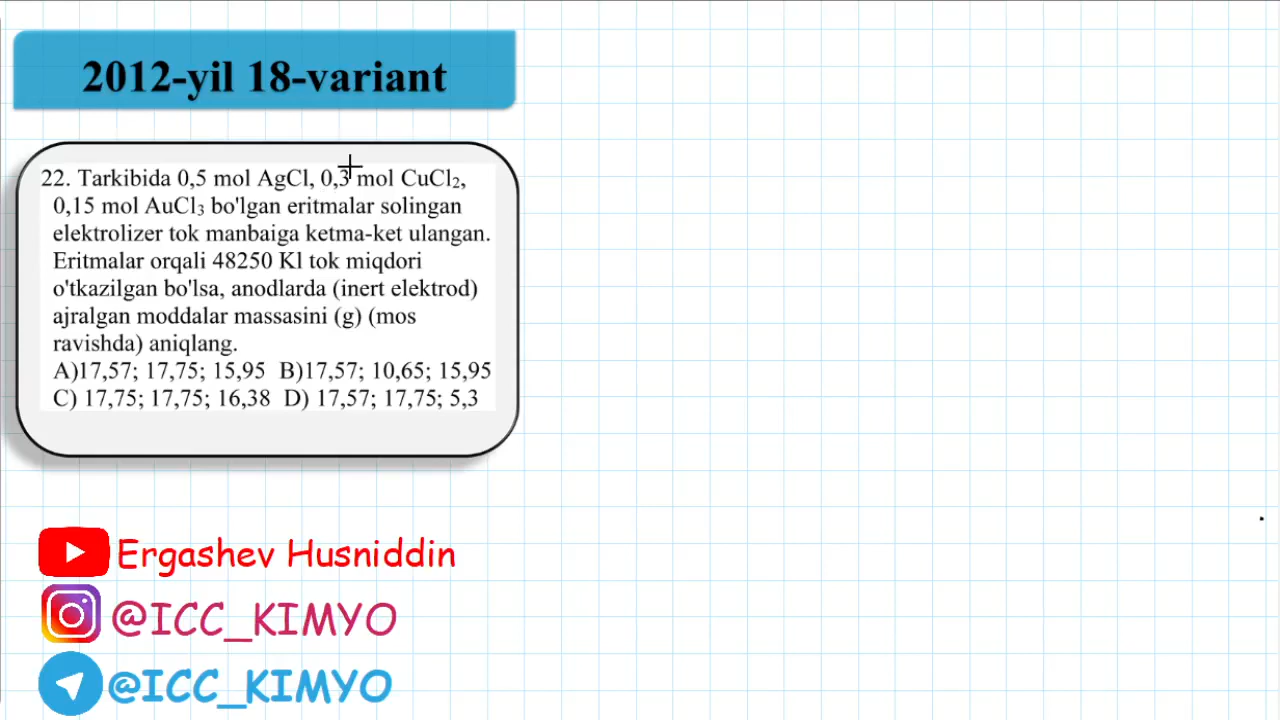 2012-yil 18-variant
22. Tarkibida 0,5 mol AgCl, 0,3 mol CuCl₂,
0,15 mol AuCl₃ bo'lgan eritmalar solingan
elektrolizer tok manbaiga ketma-ket ulangan.
Eritmalar orqali 48250 Kl tok miqdori
o'tkazilgan bo'lsa, anodlarda (inert elektrod)
ajralgan moddalar massasini (g) (mos
ravishda) aniqlang.
A)17,57; 17,75; 15,95 B)17,57; 10,65; 15,95
C) 17,75; 17,75; 16,38 D) 17,57; 17,75; 5,3
Ergashev Husniddin
@ICC_KIMYO
@ICC_KIMYO